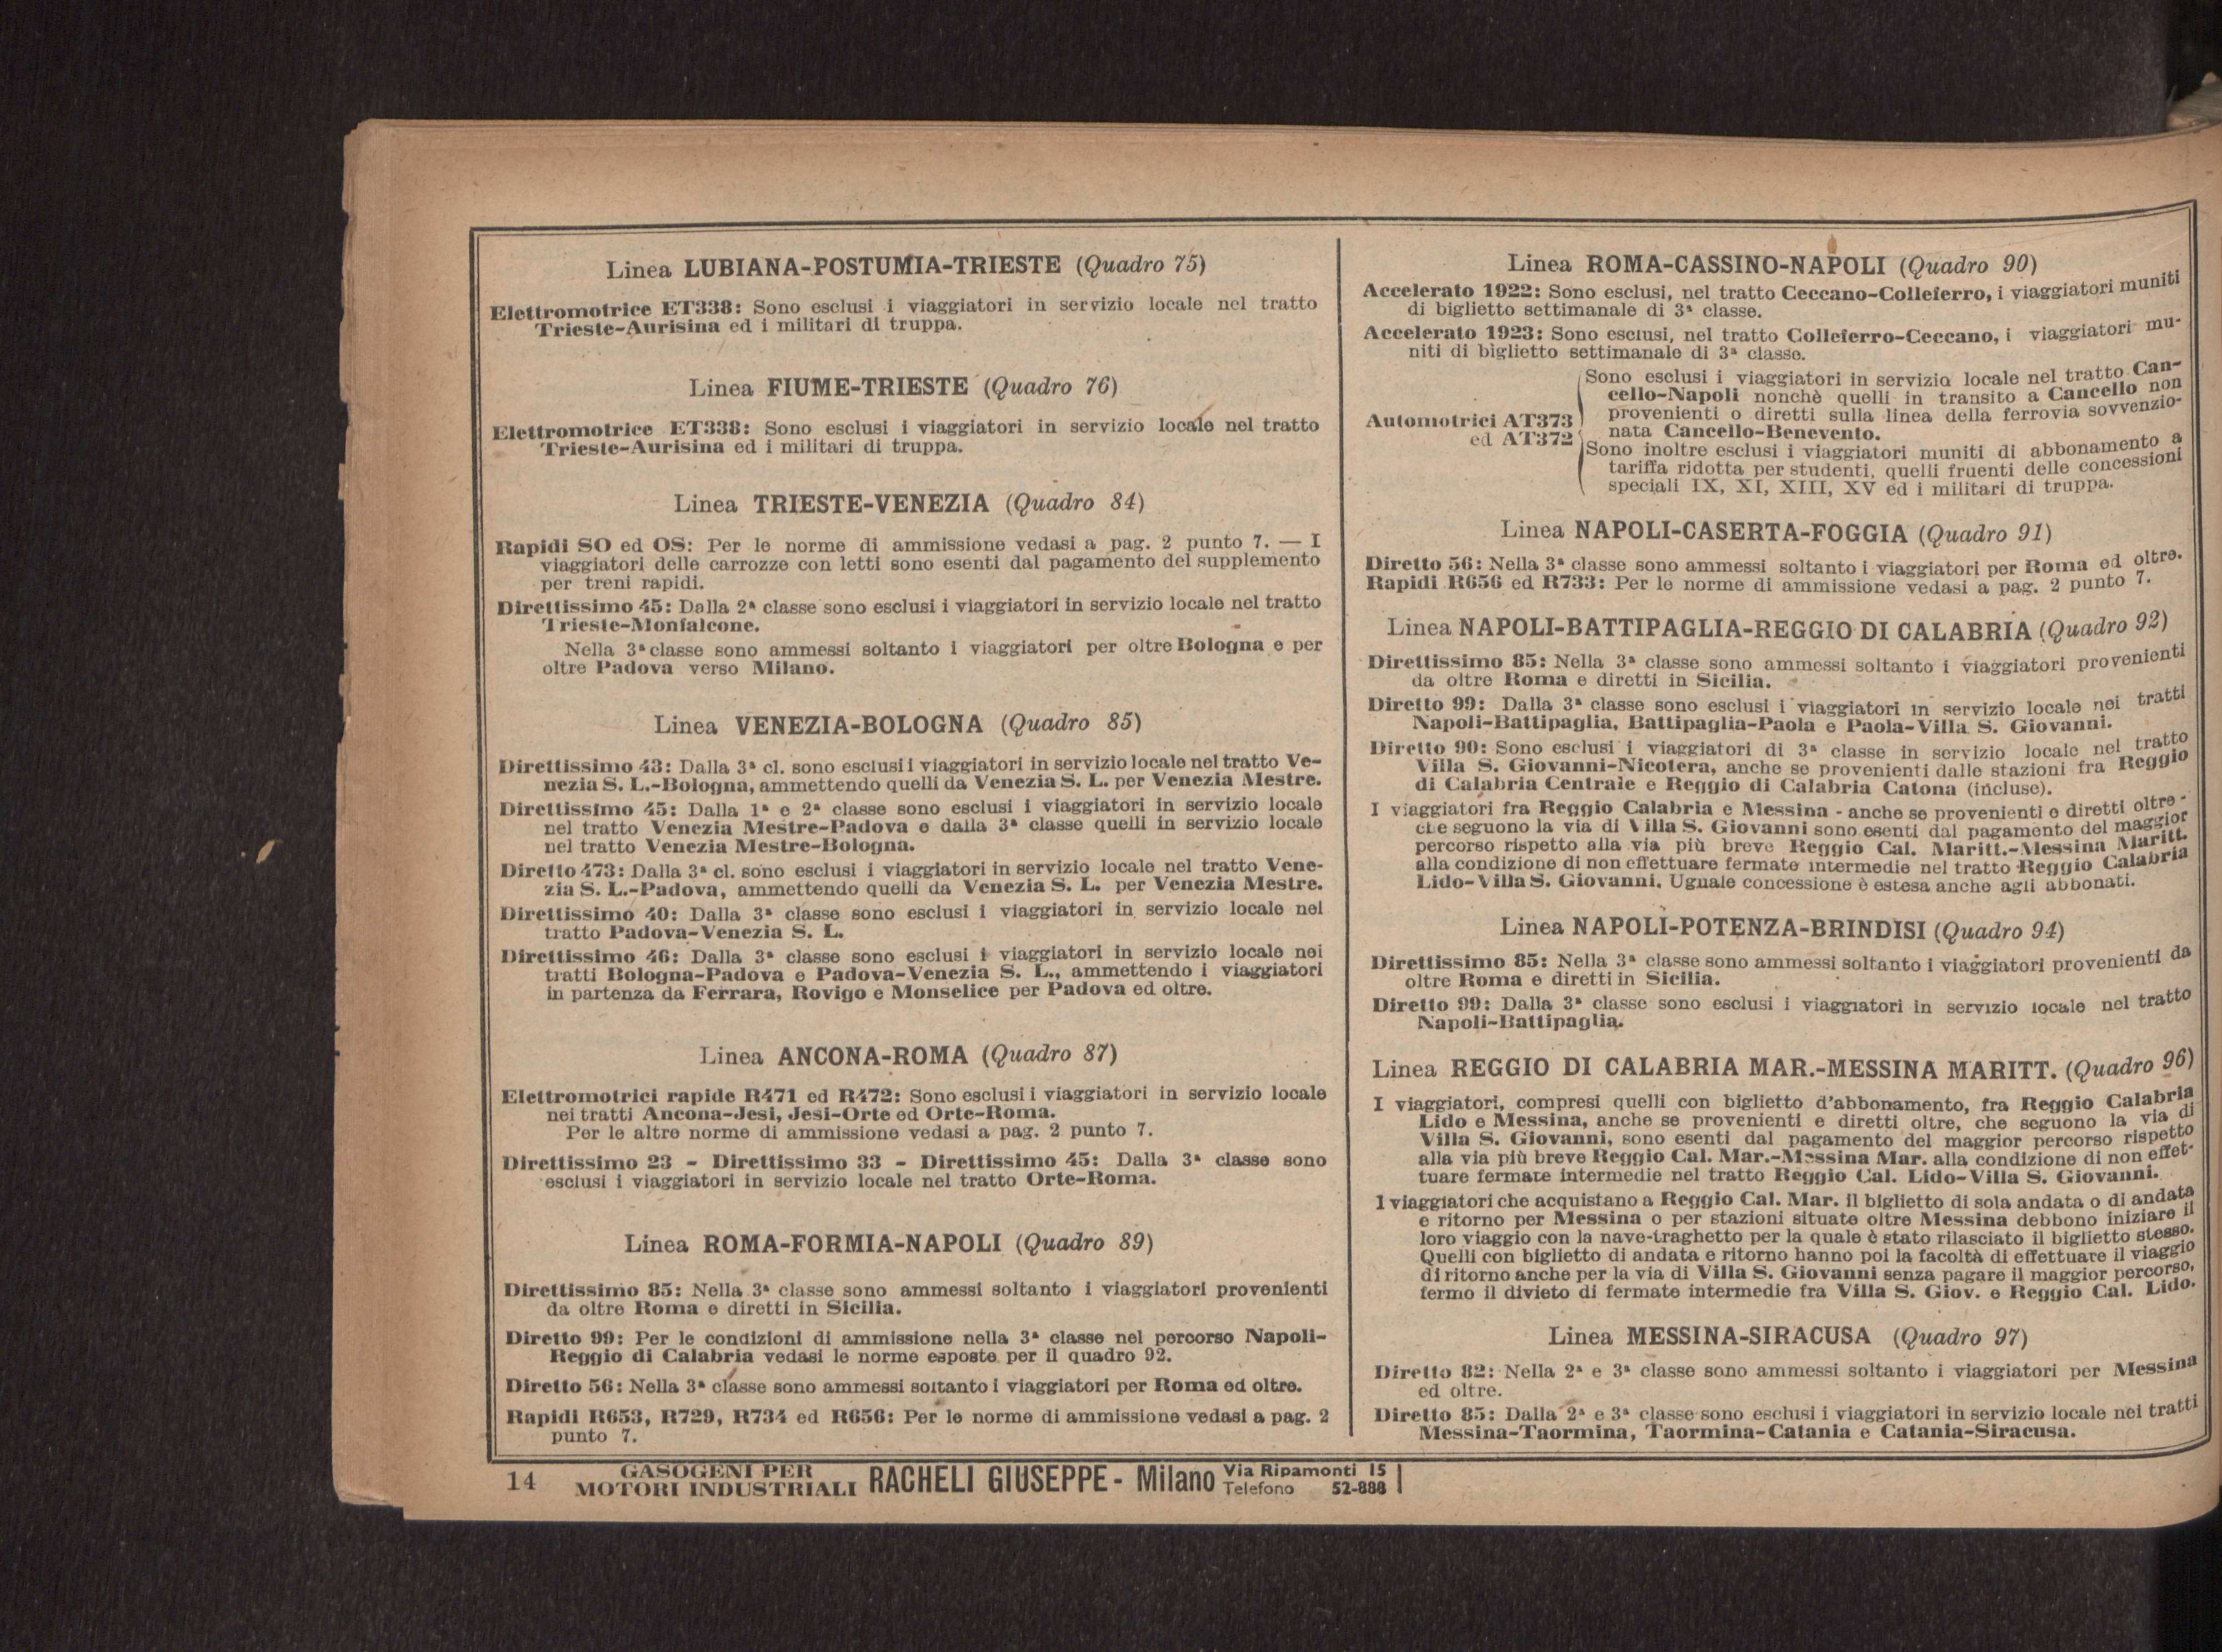 Linea LUBIANA-POSTUMIA-TRIESTE (Quadro 75)
Elettromotrice ET338: Sono esclusi i viaggiatori in servizio locale nel tratto
Trieste-Aurisina ed i militari di truppa.
Linea FIUME-TRIESTE (Quadro 76)
Elettromotrice ET338: Sono esclusi i viaggiatori in servizio locale nel tratto
Trieste-Aurisina ed i militari di truppa.
Linea TRIESTE-VENEZIA (Quadro 84)
Rapidi SO ed OS: Per le norme di ammissione vedasi a pag. 2 punto 7. — I
viaggiatori delle carrozze con letti sono esenti dal pagamento del supplemento
per treni rapidi.
Direttissimo 45: Dalla 2ª classe sono esclusi i viaggiatori in servizio locale nel tratto
Trieste-Monfalcone.
Nella 3ª classe sono ammessi soltanto i viaggiatori per oltre Bologna e per
oltre Padova verso Milano.
Linea VENEZIA-BOLOGNA (Quadro 85)
Direttissimo 43: Dalla 3ª cl. sono esclusi i viaggiatori in servizio locale nel tratto Ve-
nezia S. L.-Bologna, ammettendo quelli da Venezia S. L. per Venezia Mestre.
Direttissimo 45: Dalla 1ª e 2ª classe sono esclusi i viaggiatori in servizio locale
nel tratto Venezia Mestre-Padova e dalla 3ª classe quelli in servizio locale
nel tratto Venezia Mestre-Bologna.
Diretto 473: Dalla 3ª cl. sono esclusi i viaggiatori in servizio locale nel tratto Vene-
zia S. L.-Padova, ammettendo quelli da Venezia S. L. per Venezia Mestre.
Direttissimo 40: Dalla 3ª classe sono esclusi i viaggiatori in servizio locale nel
tratto Padova-Venezia S. L.
Direttissimo 46: Dalla 3ª classe sono esclusi i viaggiatori in servizio locale nei
tratti Bologna-Padova e Padova-Venezia S. L., ammettendo i viaggiatori
in partenza da Ferrara, Rovigo e Monselice per Padova ed oltre.
Linea ANCONA-ROMA (Quadro 87)
Elettromotrici rapide R471 ed R472: Sono esclusi i viaggiatori in servizio locale
nei tratti Ancona-Jesi, Jesi-Orte ed Orte-Roma.
Per le altre norme di ammissione vedasi a pag. 2 punto 7.
Direttissimo 23 - Direttissimo 33 - Direttissimo 45: Dalla 3ª classe sono
esclusi i viaggiatori in servizio locale nel tratto Orte-Roma.
Linea ROMA-FORMIA-NAPOLI (Quadro 89)
Direttissimo 85: Nella 3ª classe sono ammessi soltanto i viaggiatori provenienti
da oltre Roma e diretti in Sicilia.
Diretto 99: Per le condizioni di ammissione nella 3ª classe nel percorso Napoli-
Reggio di Calabria vedasi le norme esposte per il quadro 92.
Diretto 56: Nella 3ª classe sono ammessi soltanto i viaggiatori per Roma ed oltre.
Rapidi R653, R729, R734 ed R656: Per le norme di ammissione vedasi a pag. 2
punto 7.
Linea ROMA-CASSINO-NAPOLI (Quadro 90)
Accelerato 1922: Sono esclusi, nel tratto Ceccano-Colleferro, i viaggiatori muniti
di biglietto settimanale di 3ª classe.
Accelerato 1923: Sono esclusi, nel tratto Colleferro-Ceccano, i viaggiatori mu-
niti di biglietto settimanale di 3ª classe.
Automotrici AT373
ed AT372
Sono esclusi i viaggiatori in servizio locale nel tratto Can-
cello-Napoli nonchè quelli in transito a Cancello non
provenienti o diretti sulla linea della ferrovia sovvenzio-
nata Cancello-Benevento.
Sono inoltre esclusi i viaggiatori muniti di abbonamento a
tariffa ridotta per studenti, quelli fruenti delle concessioni
speciali IX, XI, XIII, XV ed i militari di truppa.
Linea NAPOLI-CASERTA-FOGGIA (Quadro 91)
Diretto 56: Nella 3ª classe sono ammessi soltanto i viaggiatori per Roma ed oltre.
Rapidi R656 ed R733: Per le norme di ammissione vedasi a pag. 2 punto 7.
Linea NAPOLI-BATTIPAGLIA-REGGIO DI CALABRIA (Quadro 92)
Direttissimo 85: Nella 3ª classe sono ammessi soltanto i viaggiatori provenienti
da oltre Roma e diretti in Sicilia.
Diretto 99: Dalla 3ª classe sono esclusi i viaggiatori in servizio locale nei tratti
Napoli-Battipaglia, Battipaglia-Paola e Paola-Villa S. Giovanni.
Diretto 90: Sono esclusi i viaggiatori di 3ª classe in servizio locale nel tratto
Villa S. Giovanni-Nicotera, anche se provenienti dalle stazioni fra Reggio
di Calabria Centrale e Reggio di Calabria Catona (incluse).
I viaggiatori fra Reggio Calabria e Messina - anche se provenienti e diretti oltre -
che seguono la via di Villa S. Giovanni sono esenti dal pagamento del maggior
percorso rispetto alla via più breve Reggio Cal. Maritt.-Messina Maritt.
alla condizione di non effettuare fermate intermedie nel tratto Reggio Calabria
Lido-Villa S. Giovanni. Uguale concessione è estesa anche agli abbonati.
Linea NAPOLI-POTENZA-BRINDISI (Quadro 94)
Direttissimo 85: Nella 3ª classe sono ammessi soltanto i viaggiatori provenienti da
oltre Roma e diretti in Sicilia.
Diretto 99: Dalla 3ª classe sono esclusi i viaggiatori in servizio locale nel tratto
Napoli-Battipaglia.
Linea REGGIO DI CALABRIA MAR.-MESSINA MARITT. (Quadro 96)
I viaggiatori, compresi quelli con biglietto d'abbonamento, fra Reggio Calabria
Lido e Messina, anche se provenienti e diretti oltre, che seguono la via di
Villa S. Giovanni, sono esenti dal pagamento del maggior percorso rispetto
alla via più breve Reggio Cal. Mar.-Messina Mar. alla condizione di non effet-
tuare fermate intermedie nel tratto Reggio Cal. Lido-Villa S. Giovanni.
I viaggiatori che acquistano a Reggio Cal. Mar. il biglietto di sola andata o di andata
e ritorno per Messina o per stazioni situate oltre Messina debbono iniziare il
loro viaggio con la nave-traghetto per la quale è stato rilasciato il biglietto stesso.
Quelli con biglietto di andata e ritorno hanno poi la facoltà di effettuare il viaggio
di ritorno anche per la via di Villa S. Giovanni senza pagare il maggior percorso,
fermo il divieto di fermate intermedie fra Villa S. Giov. e Reggio Cal. Lido.
Linea MESSINA-SIRACUSA (Quadro 97)
Diretto 82: Nella 2ª e 3ª classe sono ammessi soltanto i viaggiatori per Messina
ed oltre.
Diretto 85: Dalla 2ª e 3ª classe sono esclusi i viaggiatori in servizio locale nei tratti
Messina-Taormina, Taormina-Catania e Catania-Siracusa.
14 GASOGENI PER
MOTORI INDUSTRIALI RACHELI GIUSEPPE - Milano Via Ripamonti 15
Telefono 52-888